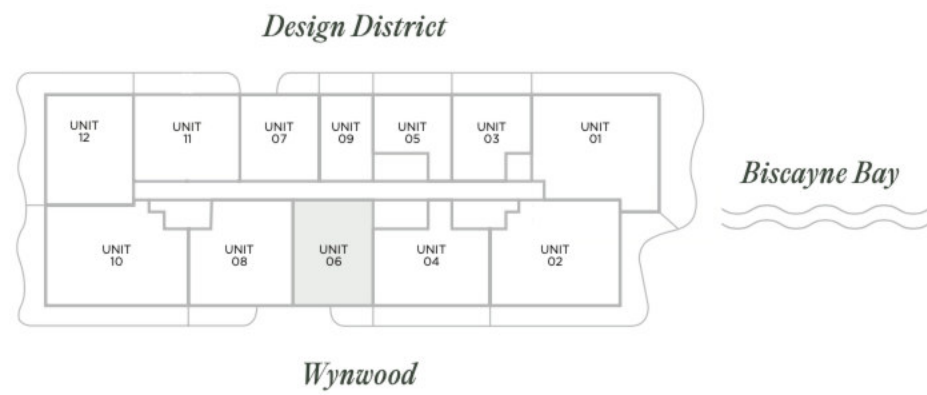 Design District
UNIT
12
UNIT
11
UNIT
07
UNIT
09
UNIT
05
UNIT
03
UNIT
01
Biscayne Bay
UNIT
10
UNIT
08
UNIT
06
UNIT
04
UNIT
02
Wynwood